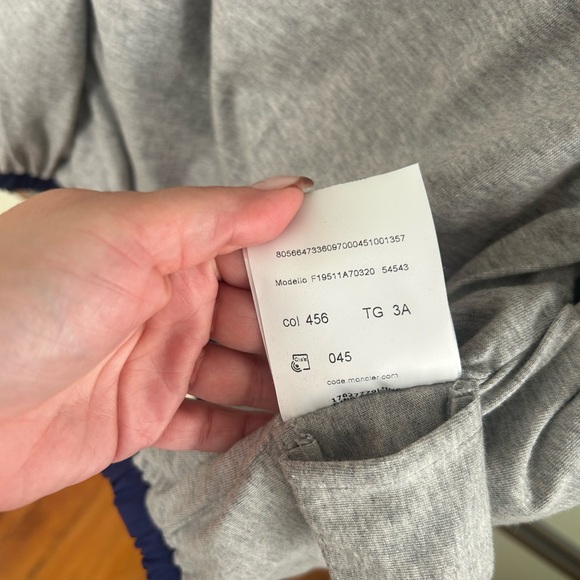 8056647336097000451001357
Modello F19511A70320 54543
col 456 TG 3A
045
code.moncler.com